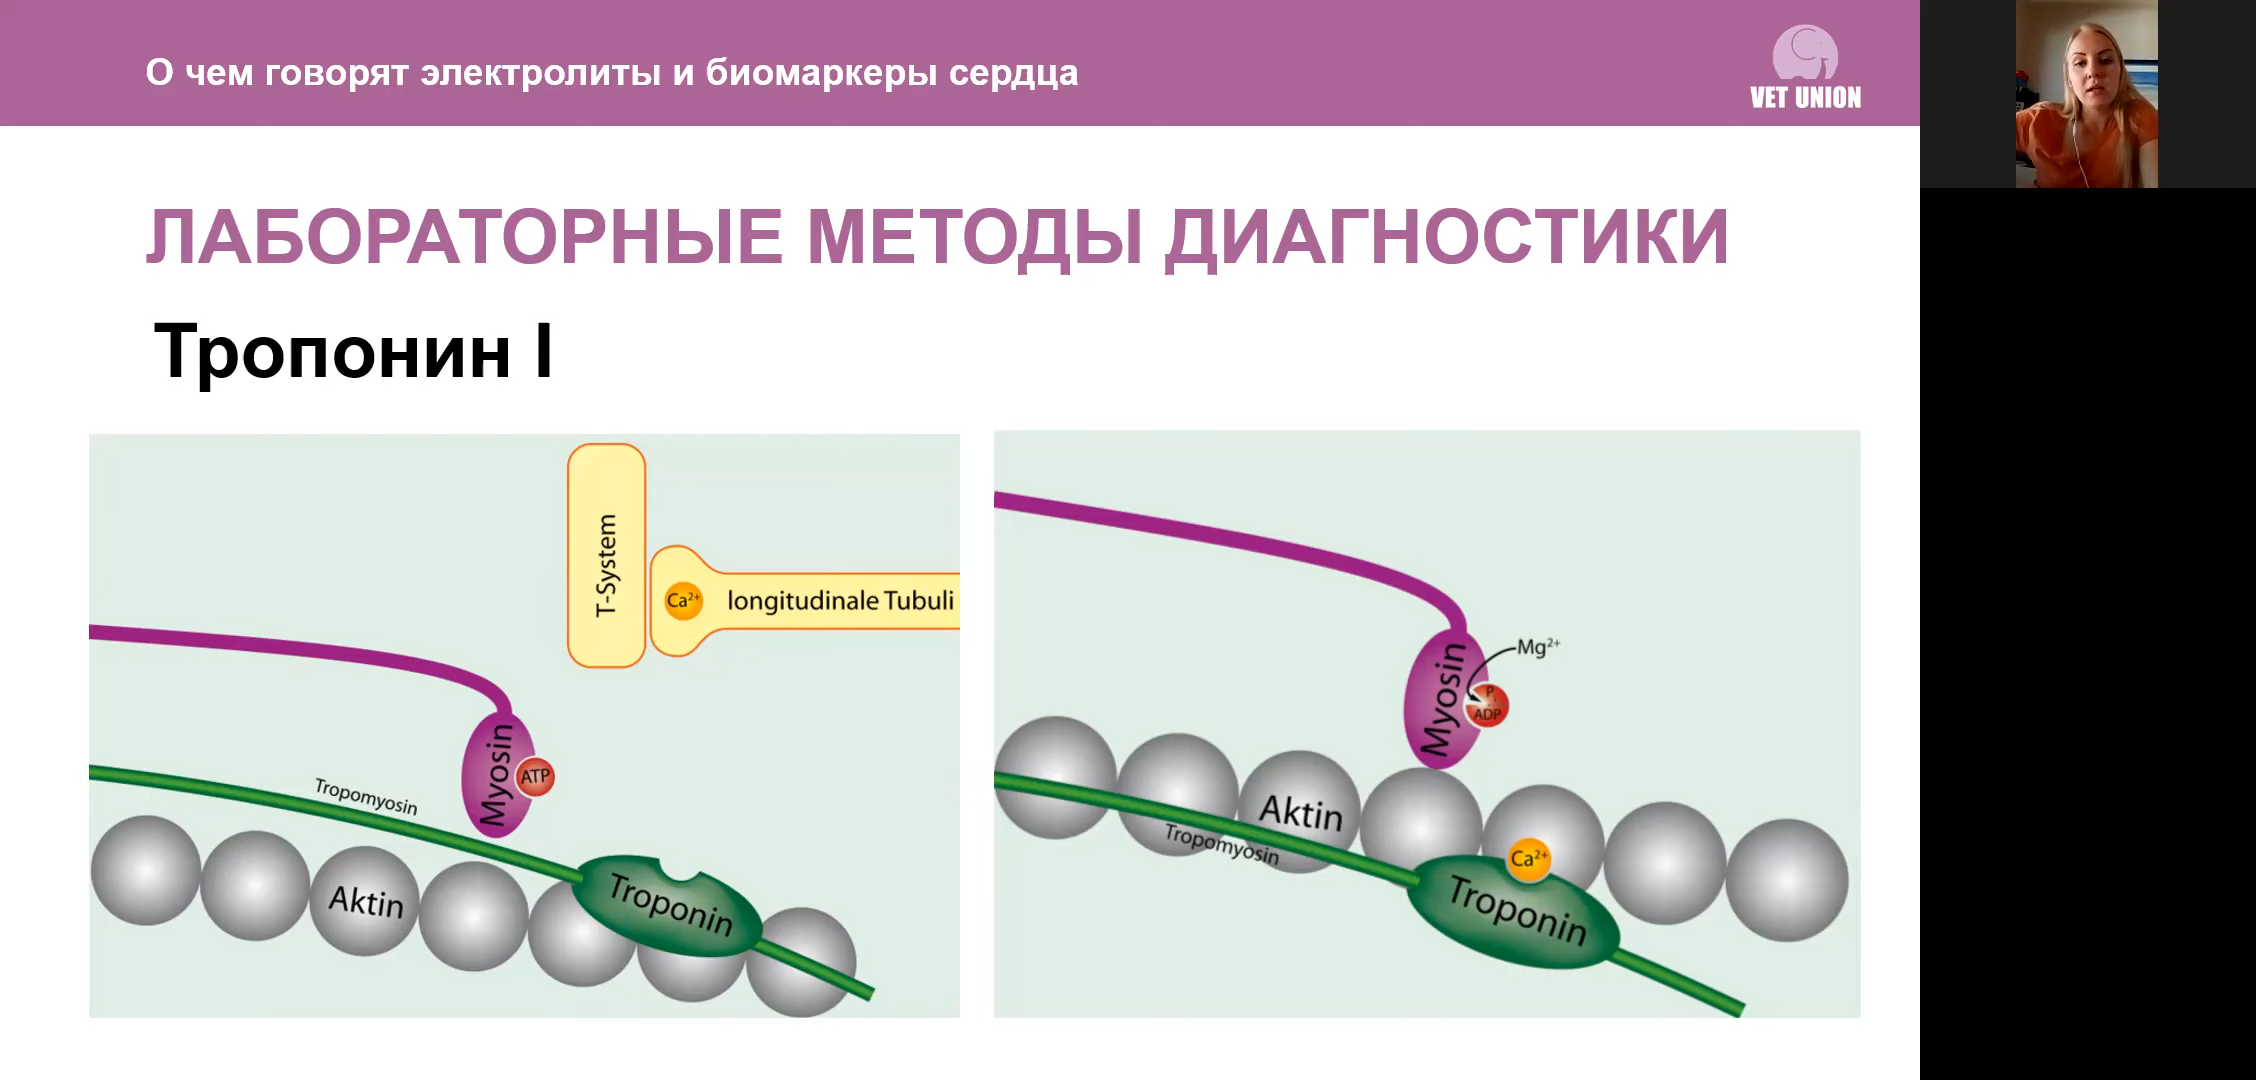 О чем говорят электролиты и биомаркеры сердца
VET UNION
ЛАБОРАТОРНЫЕ МЕТОДЫ ДИАГНОСТИКИ
Тропонин I
T-System
Ca²⁺
longitudinale Tubuli
Myosin
ATP
Tropomyosin
Aktin
Troponin
Mg²⁺
Myosin
P
ADP
Aktin
Tropomyosin
Ca²⁺
Troponin